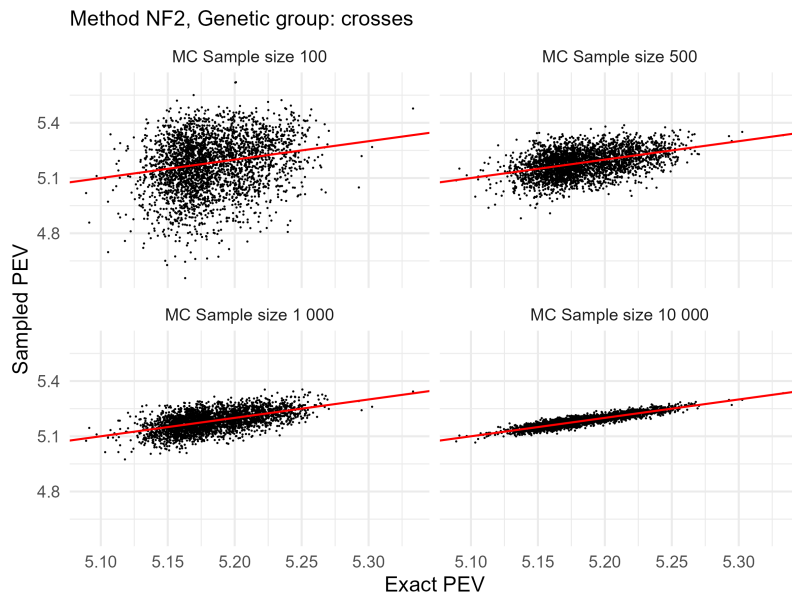 Method NF2, Genetic group: crosses
MC Sample size 100
MC Sample size 500
5.4
5.1
4.8
Sampled PEV
MC Sample size 1 000
MC Sample size 10 000
5.4
5.1
4.8
5.10 5.15 5.20 5.25 5.30
5.10 5.15 5.20 5.25 5.30
Exact PEV